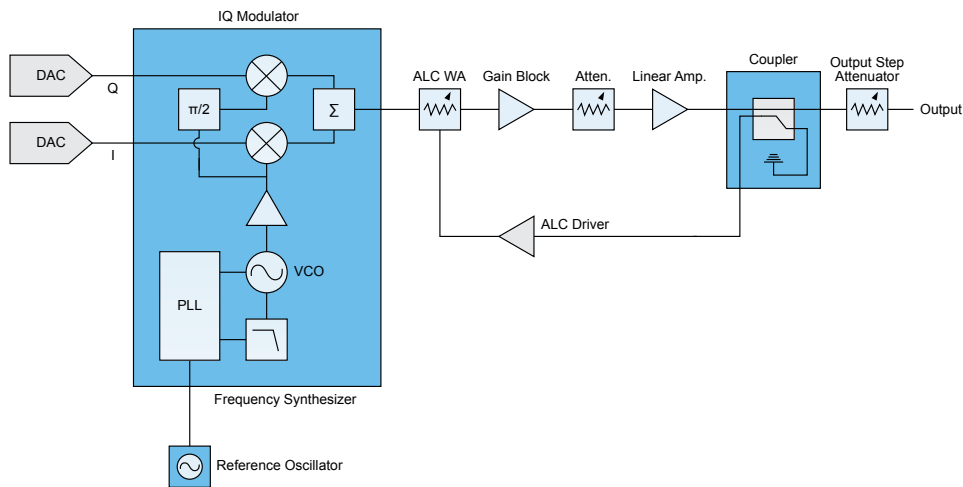 IQ Modulator
DAC
Q
DAC
I
π/2
Σ
ALC WA
Gain Block
Atten.
Linear Amp.
Coupler
Output Step
Attenuator
Output
ALC Driver
VCO
PLL
Frequency Synthesizer
Reference Oscillator